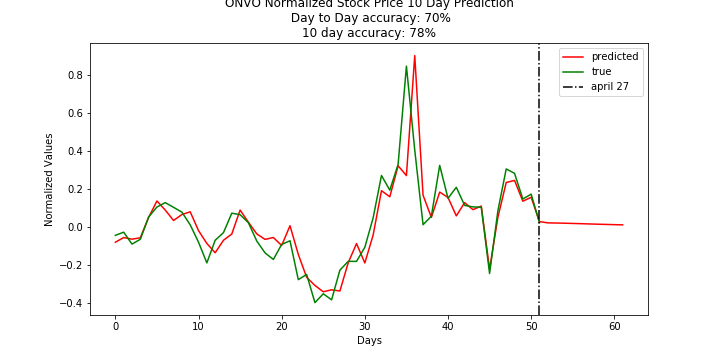 ONVO Normalized Stock Price 10 Day Prediction
Day to Day accuracy: 70%
10 day accuracy: 78%
predicted
true
april 27
Normalized Values
0.8
0.6
0.4
0.2
0.0
−0.2
−0.4
0
10
20
30
40
50
60
Days